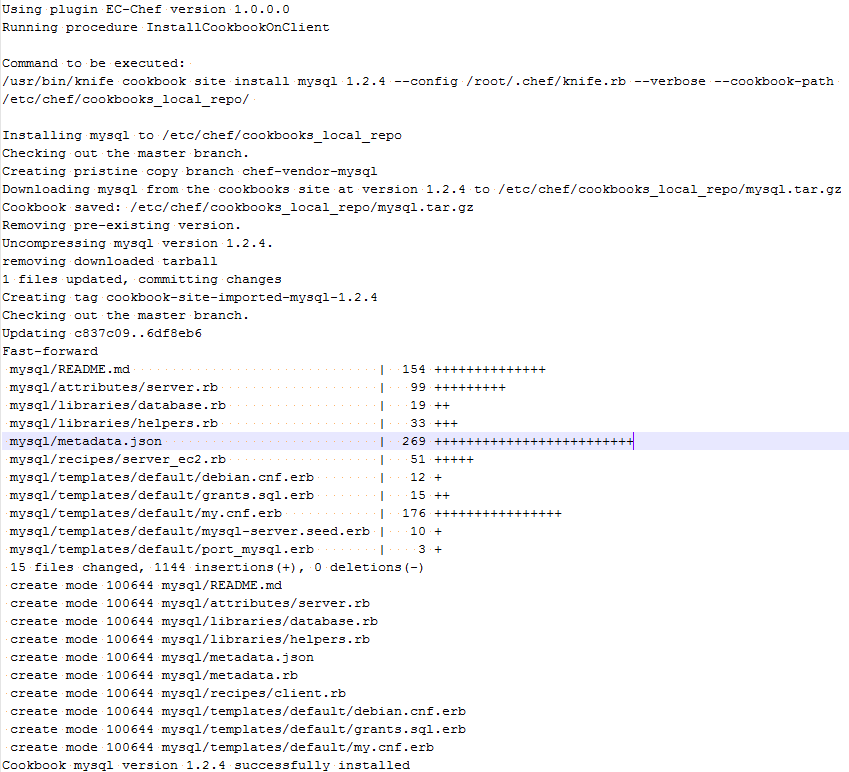 Using plugin EC-Chef version 1.0.0.0
Running procedure InstallCookbookOnClient
Command to be executed:
/usr/bin/knife cookbook site install mysql 1.2.4 --config /root/.chef/knife.rb --verbose --cookbook-path
/etc/chef/cookbooks_local_repo/
Installing mysql to /etc/chef/cookbooks_local_repo
Checking out the master branch.
Creating pristine copy branch chef-vendor-mysql
Downloading mysql from the cookbooks site at version 1.2.4 to /etc/chef/cookbooks_local_repo/mysql.tar.gz
Cookbook saved: /etc/chef/cookbooks_local_repo/mysql.tar.gz
Removing pre-existing version.
Uncompressing mysql version 1.2.4.
removing downloaded tarball
1 files updated, committing changes
Creating tag cookbook-site-imported-mysql-1.2.4
Checking out the master branch.
Updating c837c09..6df8eb6
Fast-forward
mysql/README.md | 154 ++++++++++++++
mysql/attributes/server.rb | 99 +++++++++
mysql/libraries/database.rb | 19 ++
mysql/libraries/helpers.rb | 33 +++
mysql/metadata.json | 269 +++++++++++++++++++++++++
mysql/recipes/server_ec2.rb | 51 +++++
mysql/templates/default/debian.cnf.erb | 12 +
mysql/templates/default/grants.sql.erb | 15 ++
mysql/templates/default/my.cnf.erb | 176 ++++++++++++++++
mysql/templates/default/mysql-server.seed.erb | 10 +
mysql/templates/default/port_mysql.erb | 3 +
15 files changed, 1144 insertions(+), 0 deletions(-)
create mode 100644 mysql/README.md
create mode 100644 mysql/attributes/server.rb
create mode 100644 mysql/libraries/database.rb
create mode 100644 mysql/libraries/helpers.rb
create mode 100644 mysql/metadata.json
create mode 100644 mysql/metadata.rb
create mode 100644 mysql/recipes/client.rb
create mode 100644 mysql/templates/default/debian.cnf.erb
create mode 100644 mysql/templates/default/grants.sql.erb
create mode 100644 mysql/templates/default/my.cnf.erb
Cookbook mysql version 1.2.4 successfully installed